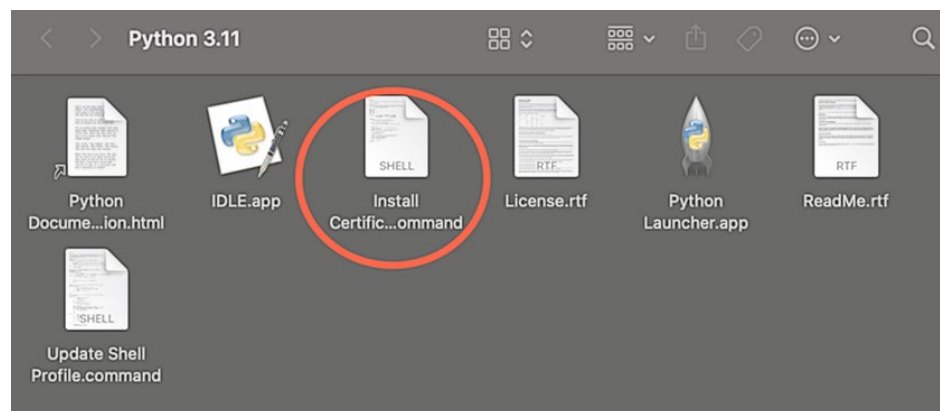 Python 3.11
SHELL
RTF
RTF
Python
Docume...ion.html
IDLE.app
Install
Certific...ommand
License.rtf
Python
Launcher.app
ReadMe.rtf
SHELL
Update Shell
Profile.command